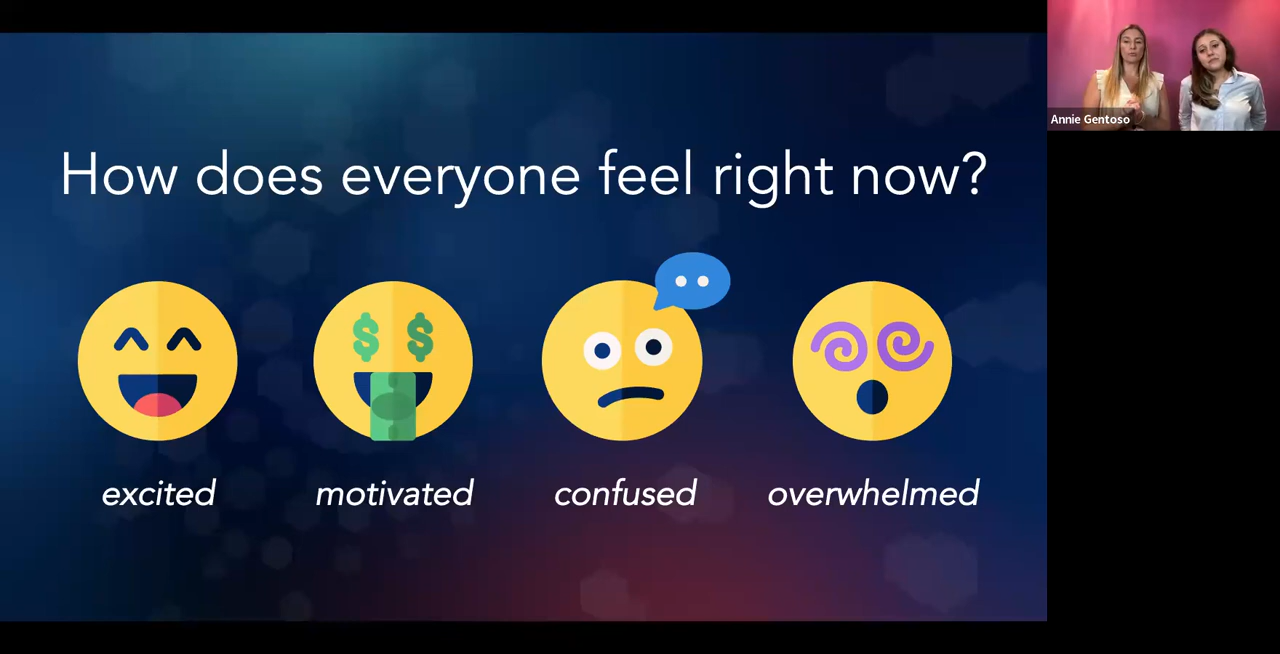 How does everyone feel right now?
excited
motivated
confused
overwhelmed
Annie Gentoso